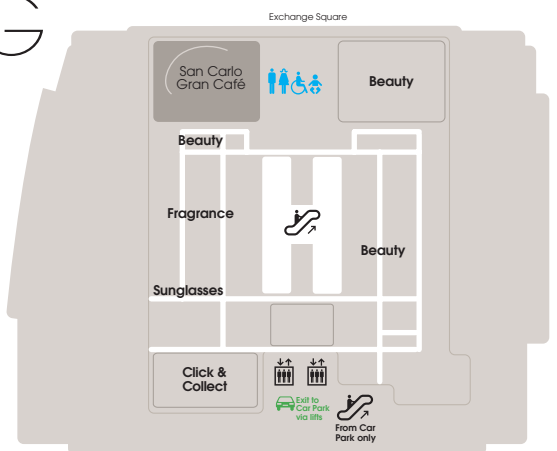 G
Exchange Square
San Carlo
Gran Café
Beauty
Beauty
Fragrance
Beauty
Sunglasses
Click &
Collect
Exit to
Car Park
via lifts
From Car
Park only